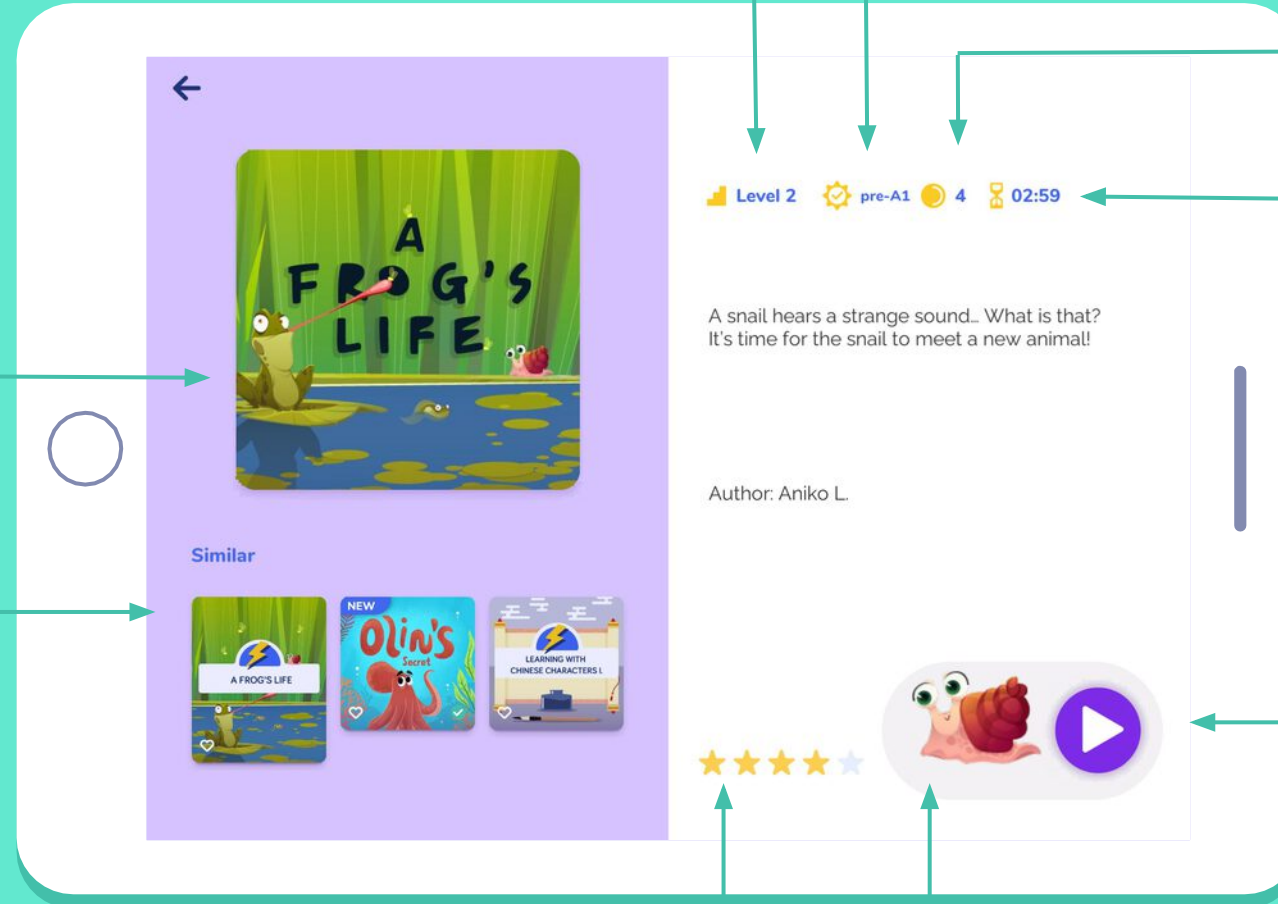 A
FROG'S
LIFE
Similar
A FROG'S LIFE
NEW
Olin's
Secret
LEARNING WITH
CHINESE CHARACTERS I.
Level 2
pre-A1
4
02:59
A snail hears a strange sound... What is that?
It's time for the snail to meet a new animal!
Author: Aniko L.